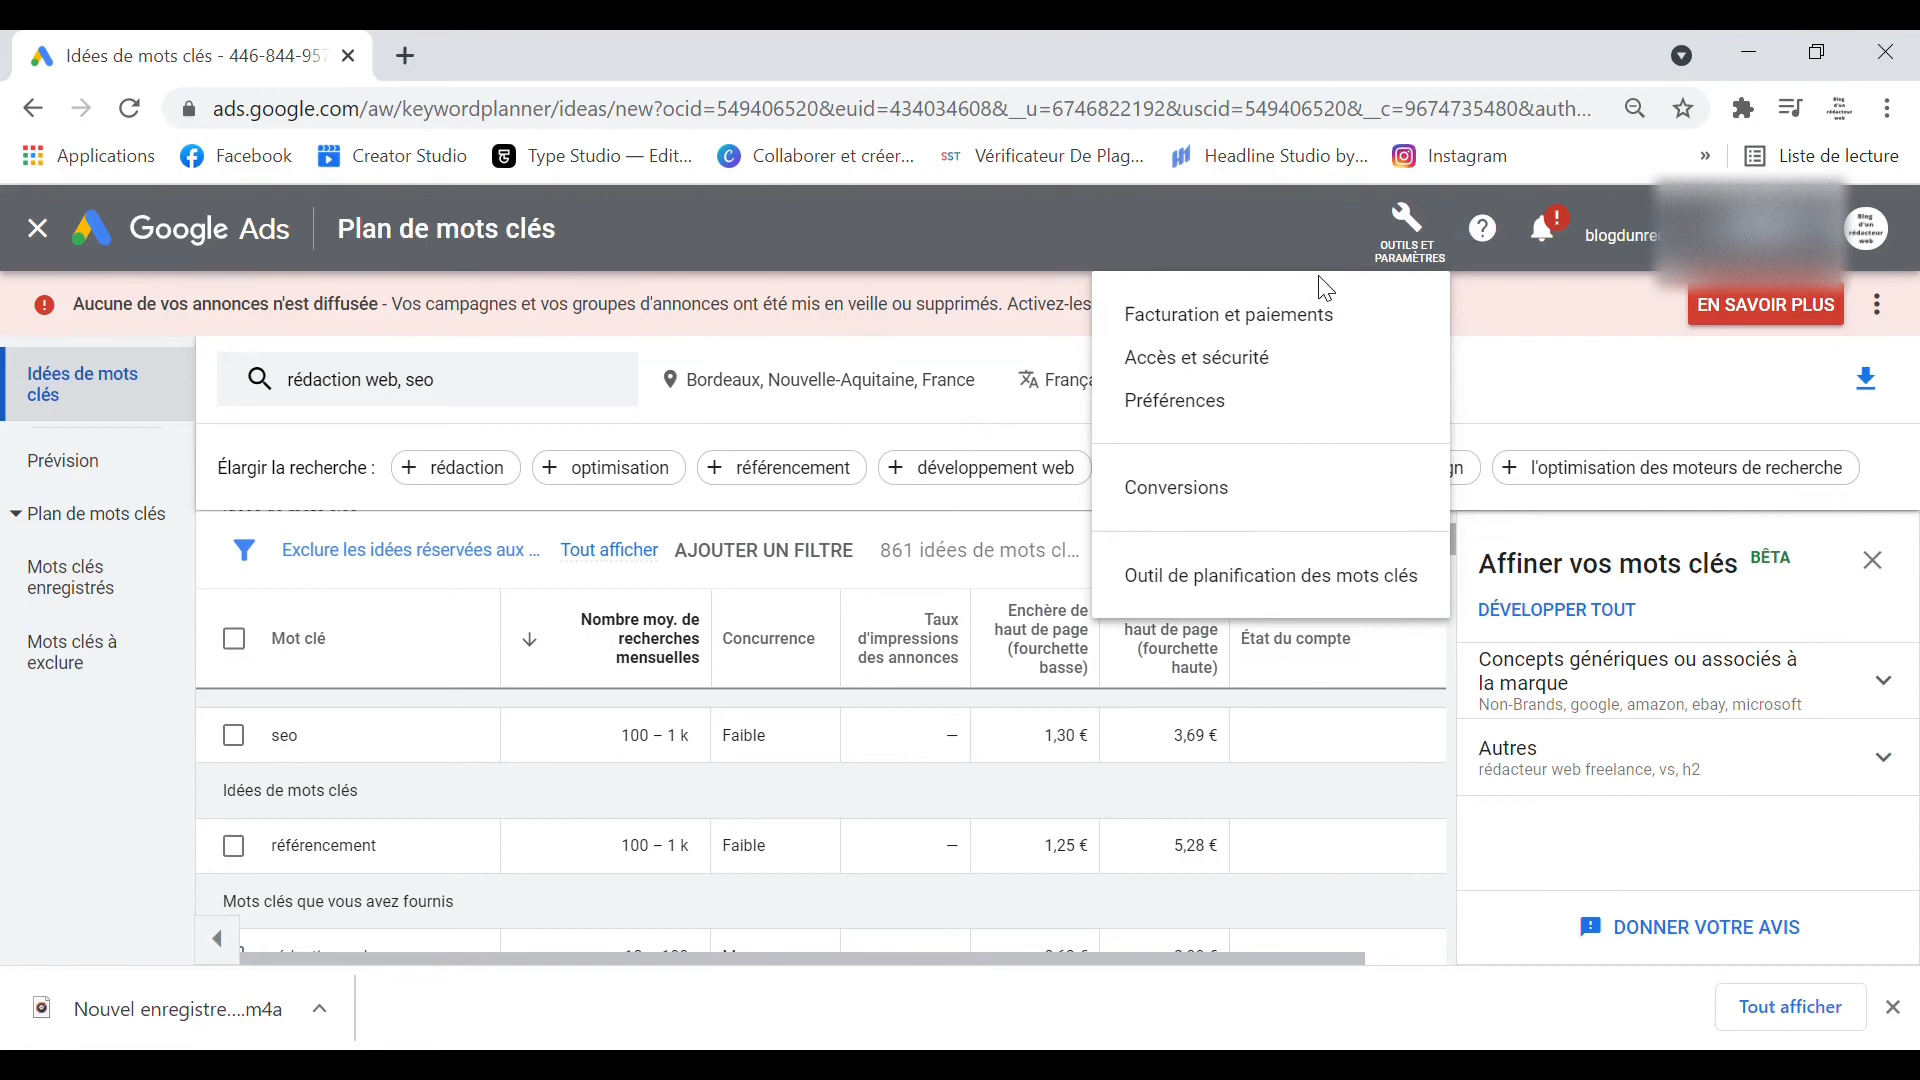 Idées de mots clés - 446-844-957
ads.google.com/aw/keywordplanner/ideas/new?ocid=549406520&euid=434034608&__u=6746822192&uscid=549406520&__c=9674735480&auth...
Applications
Facebook
Creator Studio
Type Studio — Edit...
Collaborer et créer...
SST Vérificateur De Plag...
Headline Studio by...
Instagram
»
Liste de lecture
Google Ads
Plan de mots clés
OUTILS ET
PARAMÈTRES
blogdunre
Blog
d'un
rédacteur
web
Aucune de vos annonces n'est diffusée - Vos campagnes et vos groupes d'annonces ont été mis en veille ou supprimés. Activez-les
EN SAVOIR PLUS
Facturation et paiements
Accès et sécurité
Préférences
Conversions
Outil de planification des mots clés
Idées de mots
clés
Prévision
Plan de mots clés
Mots clés
enregistrés
Mots clés à
exclure
rédaction web, seo
Bordeaux, Nouvelle-Aquitaine, France
França
Élargir la recherche :
+ rédaction
+ optimisation
+ référencement
+ développement web
gn
+ l'optimisation des moteurs de recherche
Exclure les idées réservées aux ...
Tout afficher
AJOUTER UN FILTRE
861 idées de mots cl...
Mot clé
Nombre moy. de
recherches
mensuelles
Concurrence
Taux
d'impressions
des annonces
Enchère de
haut de page
(fourchette
basse)
haut de page
(fourchette
haute)
État du compte
seo 100 – 1 k Faible – 1,30 € 3,69 €
Idées de mots clés
référencement 100 – 1 k Faible – 1,25 € 5,28 €
Mots clés que vous avez fournis
Affiner vos mots clés BÊTA
DÉVELOPPER TOUT
Concepts génériques ou associés à
la marque
Non-Brands, google, amazon, ebay, microsoft
Autres
rédacteur web freelance, vs, h2
DONNER VOTRE AVIS
Nouvel enregistre....m4a
Tout afficher